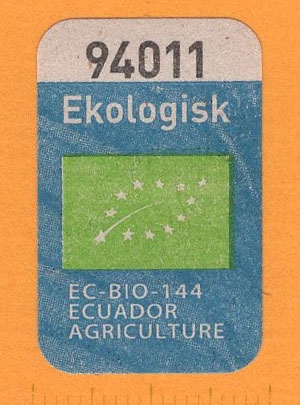 94011
Ekologisk
EC-BIO-144
ECUADOR
AGRICULTURE